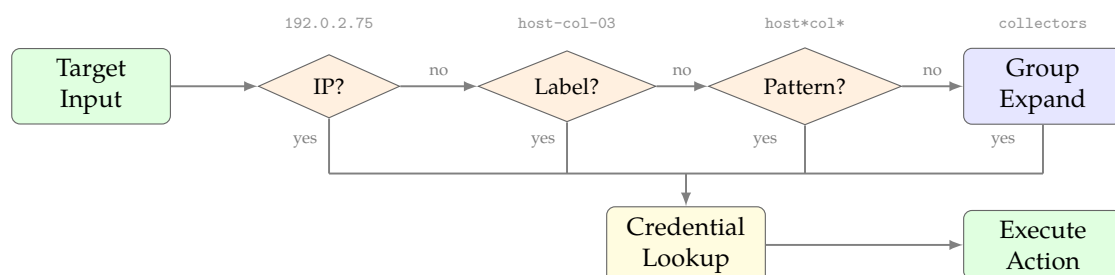 192.0.2.75
host-col-03
host*col*
collectors
Target
Input
IP?
no
Label?
no
Pattern?
no
Group
Expand
yes
yes
yes
yes
Credential
Lookup
Execute
Action